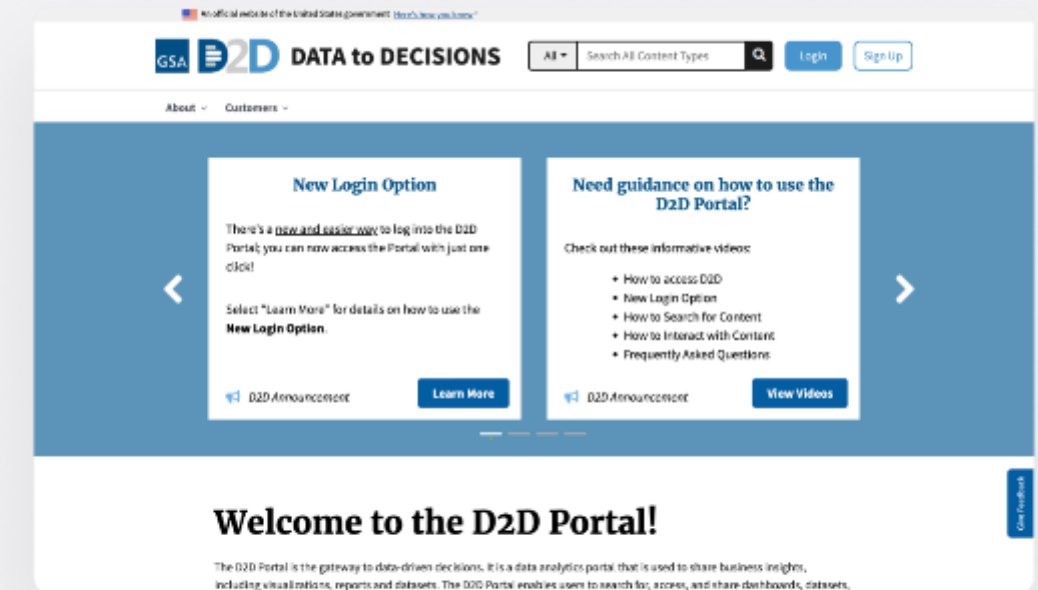 An official website of the United States government Here's how you know
GSA D2D DATA to DECISIONS
All Search All Content Types
Login
Sign Up
About Customers
New Login Option
There's a new and easier way to log into the D2D
Portal; you can now access the Portal with just one
click!
Select "Learn More" for details on how to use the
New Login Option.
D2D Announcement
Learn More
Need guidance on how to use the
D2D Portal?
Check out these informative videos:
• How to access D2D
• New Login Option
• How to Search for Content
• How to Interact with Content
• Frequently Asked Questions
D2D Announcement
View Videos
Give Feedback
Welcome to the D2D Portal!
The D2D Portal is the gateway to data-driven decisions. It is a data analytics portal that is used to share business insights,
including visualizations, reports and datasets. The D2D Portal enables users to search for, access, and share dashboards, datasets,